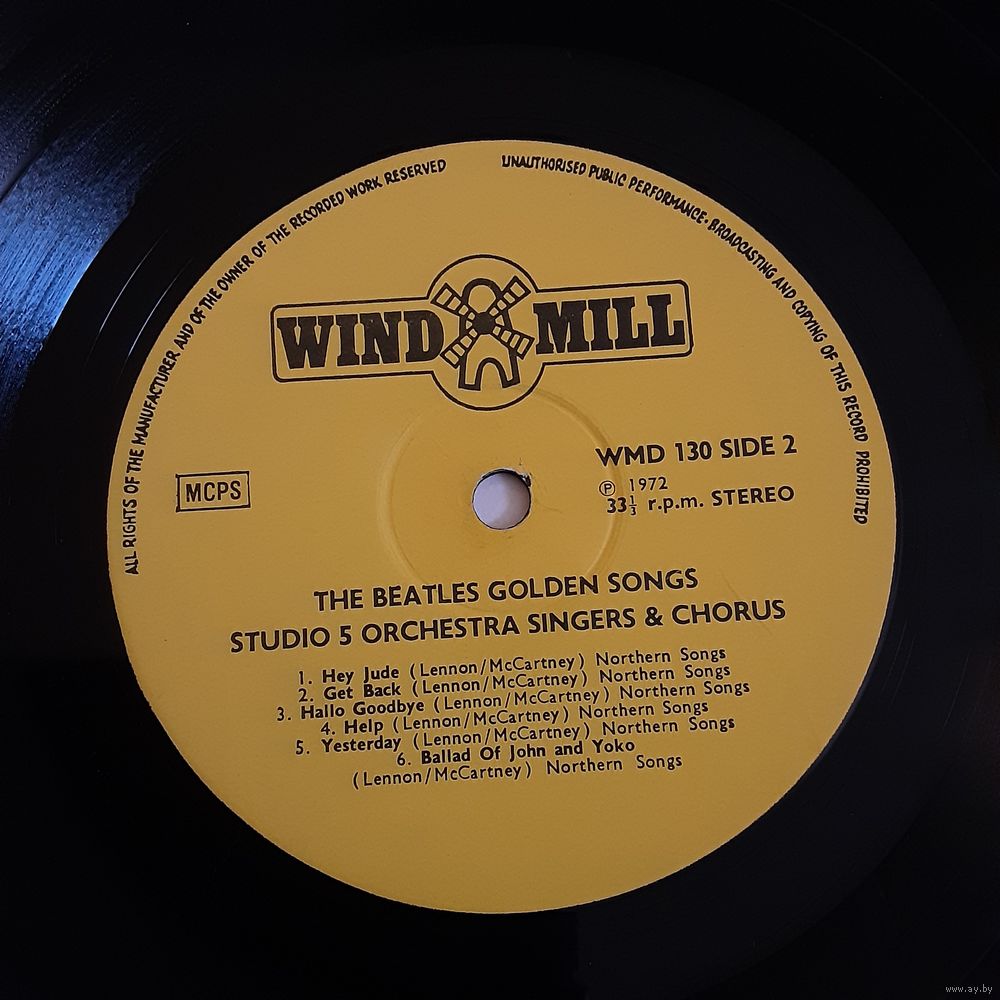 ALL RIGHTS OF THE MANUFACTURER AND OF THE OWNER OF THE RECORDED WORK RESERVED
UNAUTHORISED PUBLIC PERFORMANCE · BROADCASTING AND COPYING OF THIS RECORD PROHIBITED
WIND MILL
WMD 130 SIDE 2
MCPS
℗ 1972
33⅓ r.p.m. STEREO
THE BEATLES GOLDEN SONGS
STUDIO 5 ORCHESTRA SINGERS & CHORUS
1. Hey Jude (Lennon/McCartney) Northern Songs
2. Get Back (Lennon/McCartney) Northern Songs
3. Hallo Goodbye (Lennon/McCartney) Northern Songs
4. Help (Lennon/McCartney) Northern Songs
5. Yesterday (Lennon/McCartney) Northern Songs
6. Ballad Of John and Yoko
(Lennon/McCartney) Northern Songs
www.ay.by